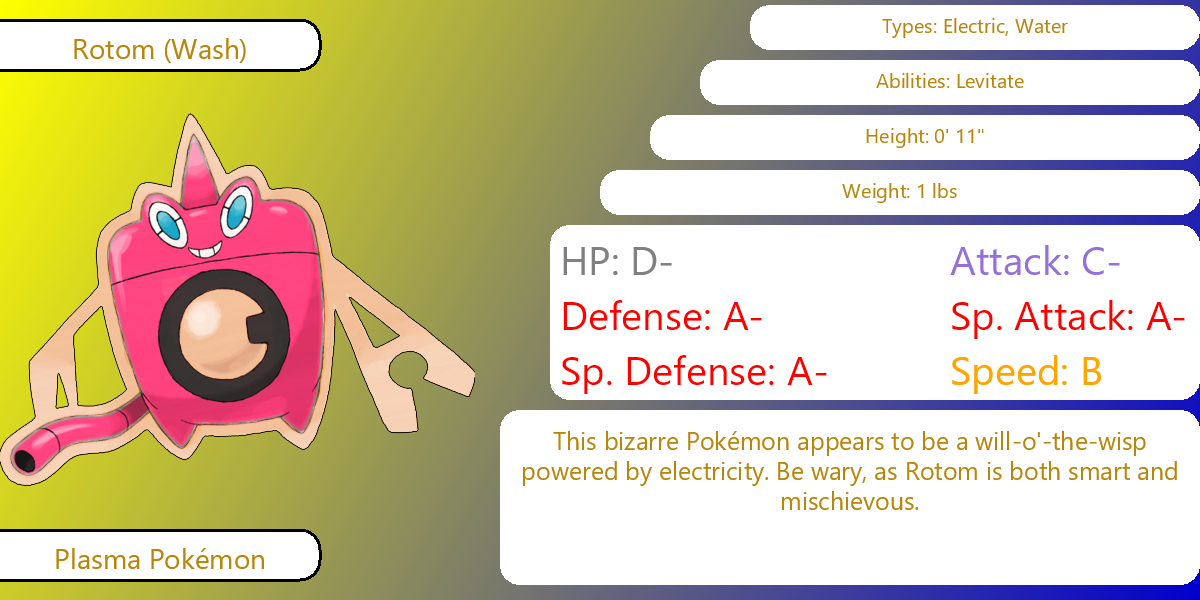 Rotom (Wash)
Plasma Pokémon
Types: Electric, Water
Abilities: Levitate
Height: 0' 11"
Weight: 1 lbs
HP: D-
Attack: C-
Defense: A-
Sp. Attack: A-
Sp. Defense: A-
Speed: B
This bizarre Pokémon appears to be a will-o'-the-wisp
powered by electricity. Be wary, as Rotom is both smart and
mischievous.